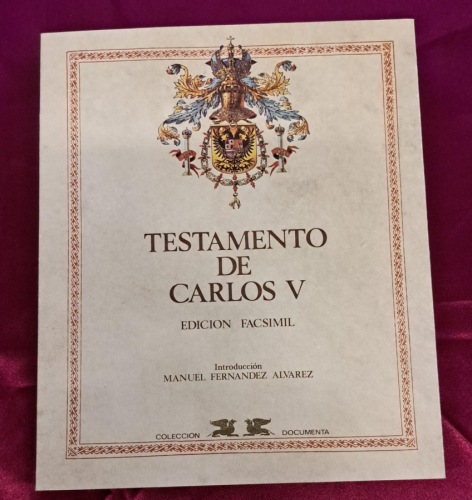 TESTAMENTO
DE
CARLOS V
EDICION FACSIMIL
Introducción
MANUEL FERNANDEZ ALVAREZ
COLECCION DOCUMENTA